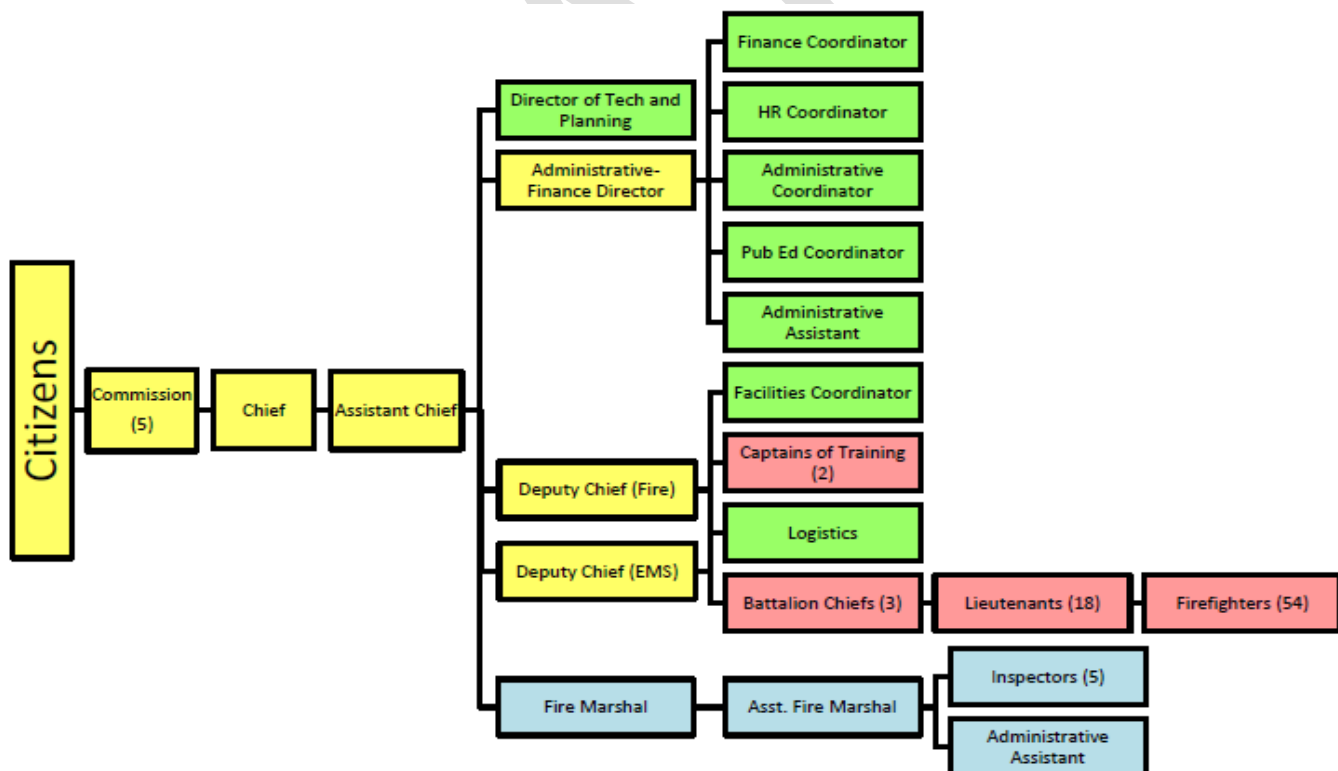 Citizens
Commission
(5)
Chief
Assistant Chief
Director of Tech and
Planning
Administrative-
Finance Director
Finance Coordinator
HR Coordinator
Administrative
Coordinator
Pub Ed Coordinator
Administrative
Assistant
Deputy Chief (Fire)
Deputy Chief (EMS)
Facilities Coordinator
Captains of Training
(2)
Logistics
Battalion Chiefs (3)
Lieutenants (18)
Firefighters (54)
Fire Marshal
Asst. Fire Marshal
Inspectors (5)
Administrative
Assistant